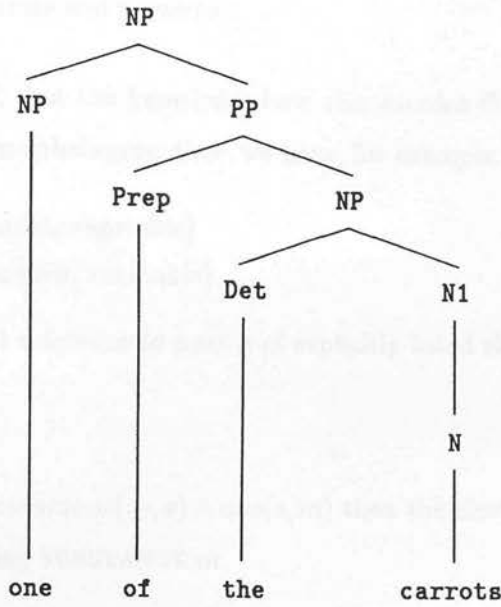 NP
NP PP
Prep NP
Det N1
N
one of the carrots